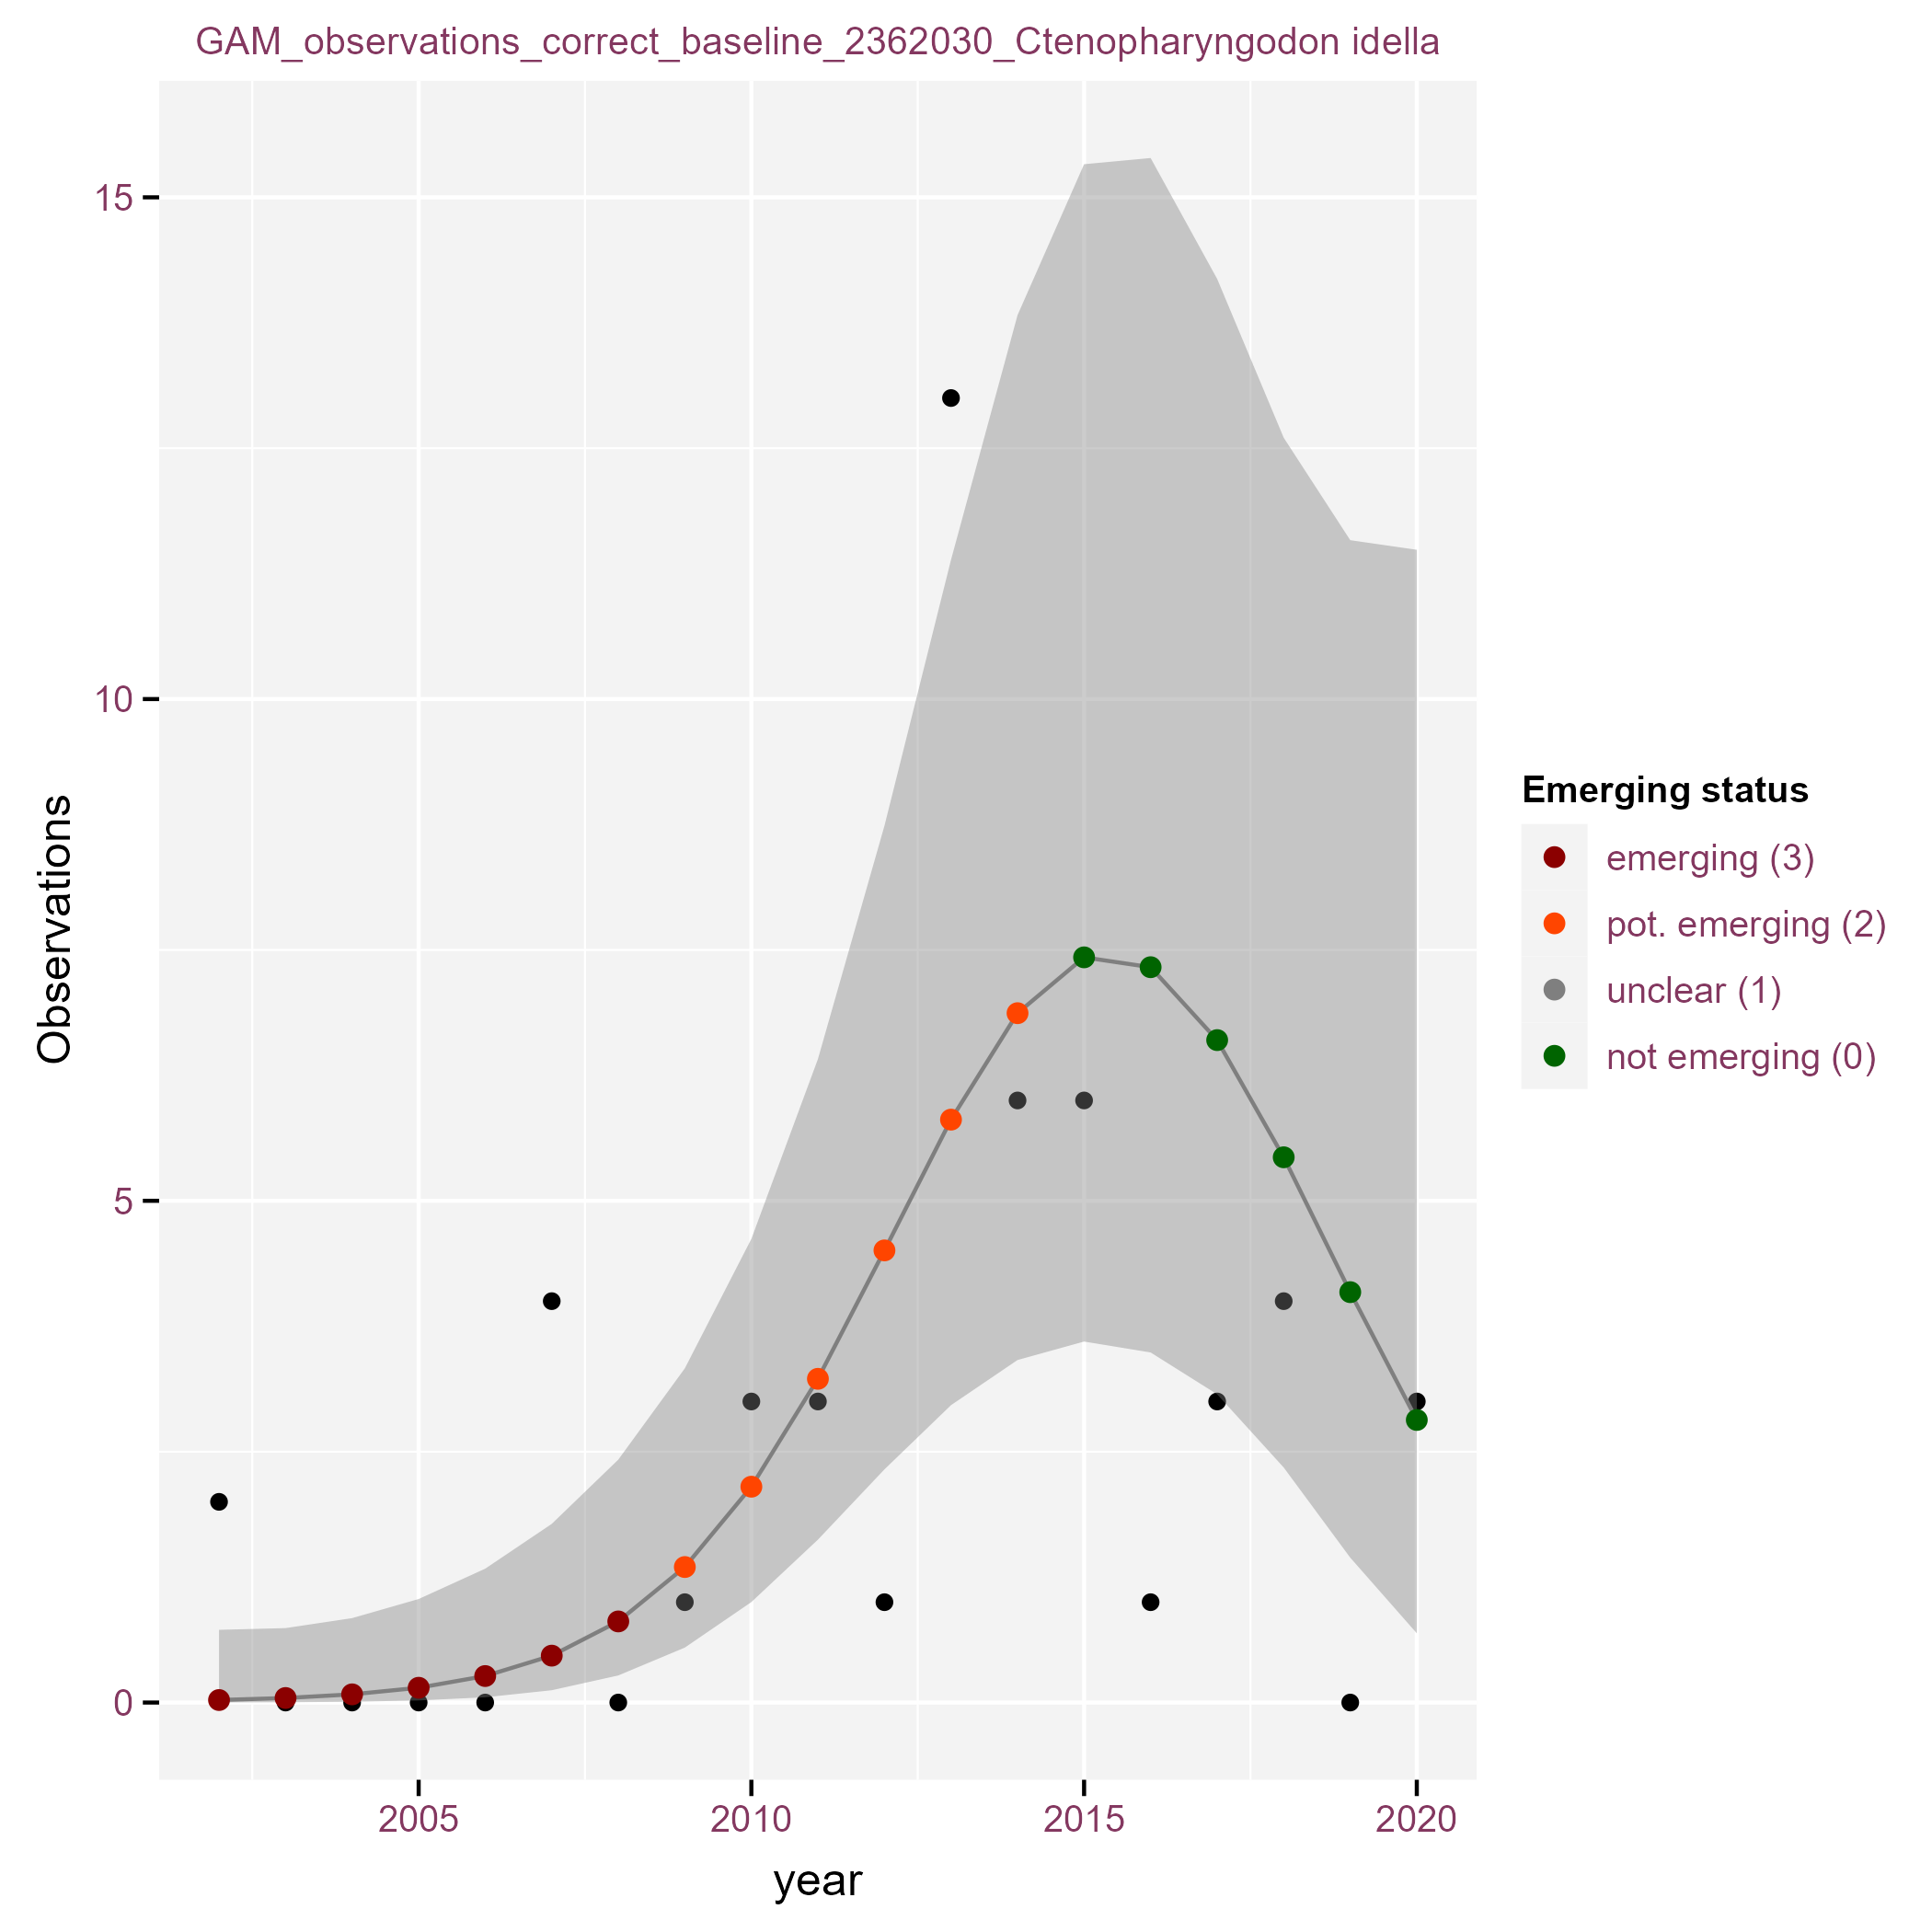 GAM_observations_correct_baseline_2362030_Ctenopharyngodon idella
15
10
5
0
Observations
2005
2010
2015
2020
year
Emerging status
emerging (3)
pot. emerging (2)
unclear (1)
not emerging (0)